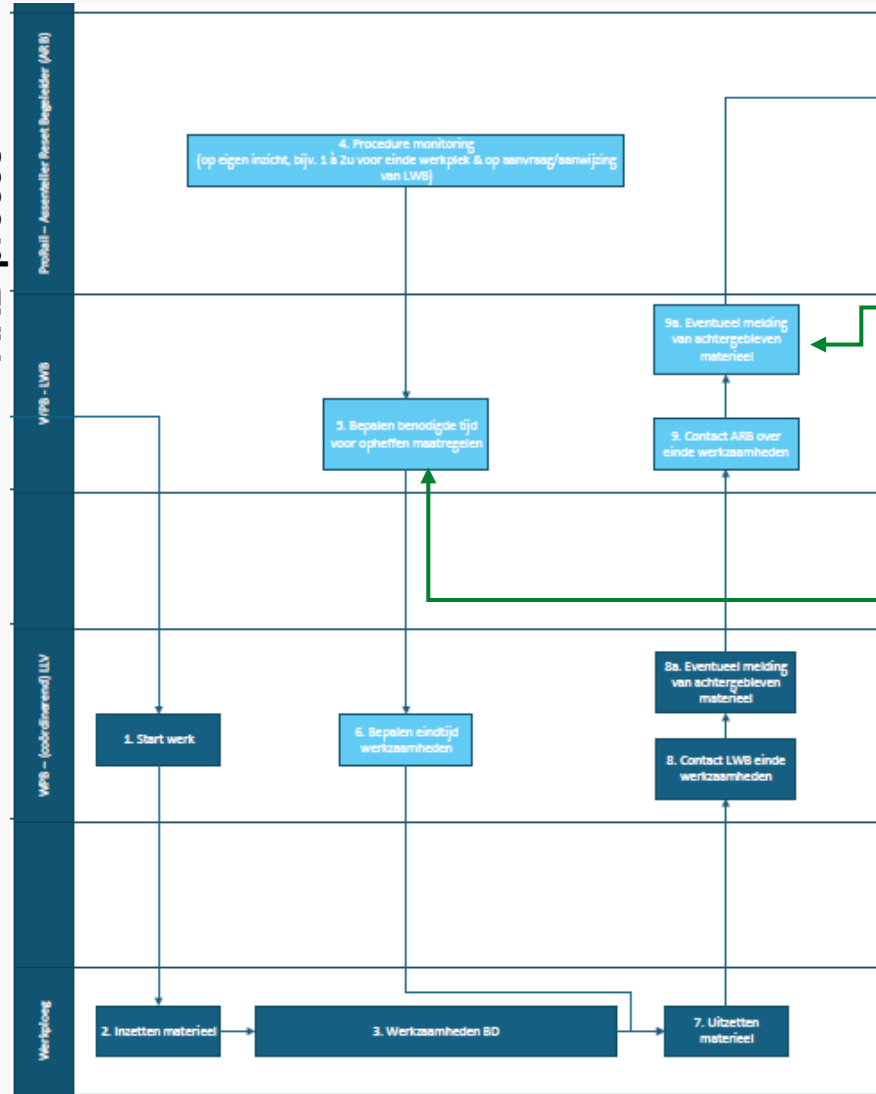 ProRail – Assenteller Reset Begeleider (ARB)
4. Procedure monitoring
(op eigen inzicht, bijv. 1 à 2u voor einde werkplek & op aanvraag/aanwijzing
van LWB)
WPB - LWB
9a. Eventueel melding
van achtergebleven
materieel
5. Bepalen benodigde tijd
voor opheffen maatregelen
9. Contact ARB over
einde werkzaamheden
WPB – (coördinerend) LLV
8a. Eventueel melding
van achtergebleven
materieel
1. Start werk
6. Bepalen eindtijd
werkzaamheden
8. Contact LWB einde
werkzaamheden
Werkploeg
2. Inzetten materieel
3. Werkzaamheden BD
7. Uitzetten
materieel